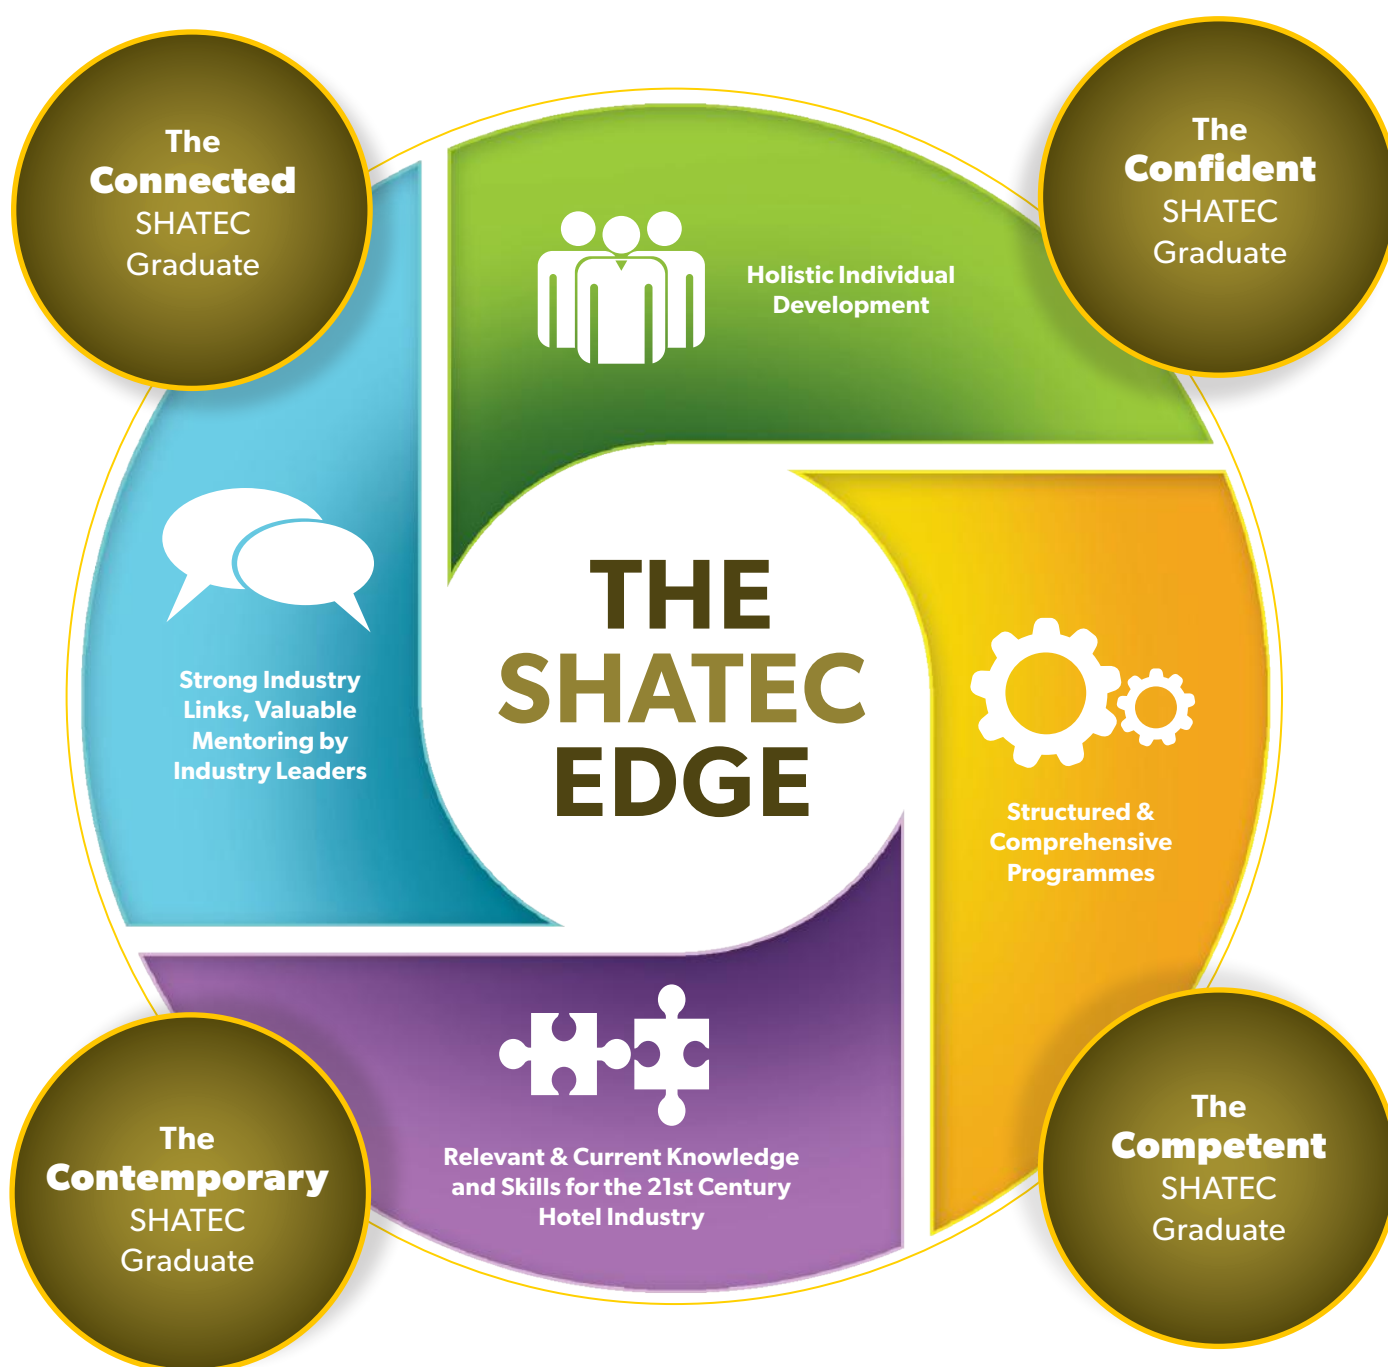 The
Connected
SHATEC
Graduate
The
Confident
SHATEC
Graduate
Holistic Individual
Development
THE
SHATEC
EDGE
Strong Industry
Links, Valuable
Mentoring by
Industry Leaders
Structured &
Comprehensive
Programmes
Relevant & Current Knowledge
and Skills for the 21st Century
Hotel Industry
The
Contemporary
SHATEC
Graduate
The
Competent
SHATEC
Graduate